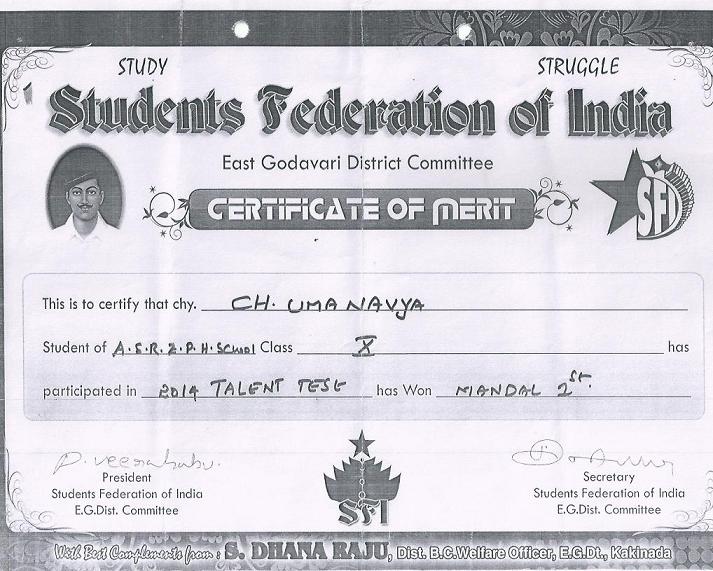 STUDY STRUGGLE
Students Federation of India
East Godavari District Committee
CERTIFICATE OF MERIT
SFI
This is to certify that chy. CH. UMA NAVYA
Student of A.S.R.Z.P.H.School Class X has
participated in 2014 TALENT TEST has Won MANDAL 2st.
P. Veerababu.
President Secretary
Students Federation of India Students Federation of India
E.G.Dist. Committee E.G.Dist. Committee
SFI
With Best Complements from : S. DHANA RAJU, Dist. B.C.Welfare Officer, E.G.Dt., Kakinada